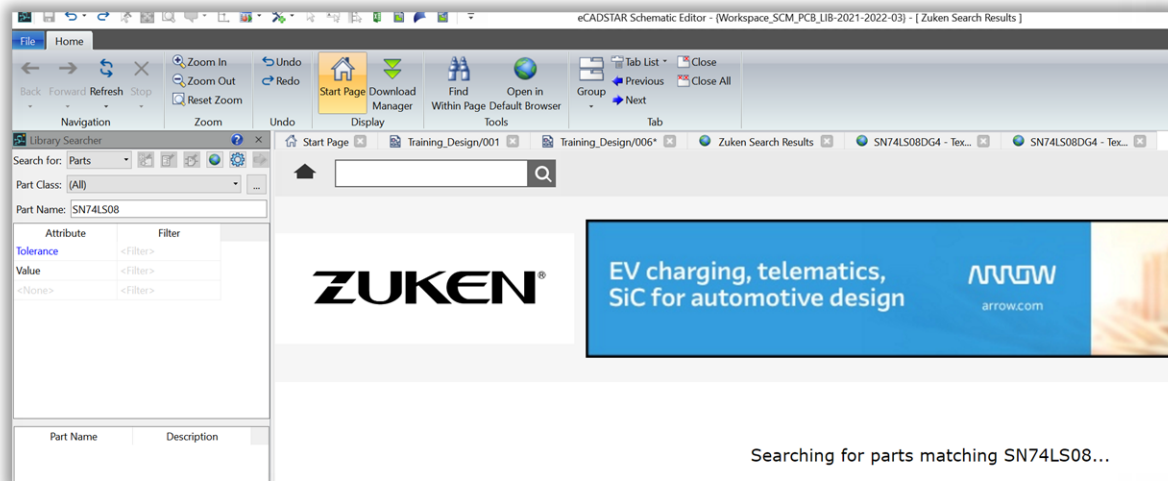 eCADSTAR Schematic Editor - (Workspace_SCM_PCB_LIB-2021-2022-03) - [ Zuken Search Results ]
File Home
Back Forward Refresh Stop
Navigation
Zoom In
Zoom Out
Reset Zoom
Zoom
Undo
Redo
Undo
Start Page Download Manager
Display
Find Within Page Open in Default Browser
Tools
Group
Tab List Close
Previous Close All
Next
Tab
Library Searcher ? ×
Start Page Training_Design/001 Training_Design/006* Zuken Search Results SN74LS08DG4 - Tex... SN74LS08DG4 - Tex...
Search for: Parts
Part Class: (All) ...
Part Name: SN74LS08
Attribute Filter
Tolerance <Filter>
Value <Filter>
<None> <Filter>
Part Name Description
ZUKEN®
EV charging, telematics,
SiC for automotive design
ARROW
arrow.com
Searching for parts matching SN74LS08...